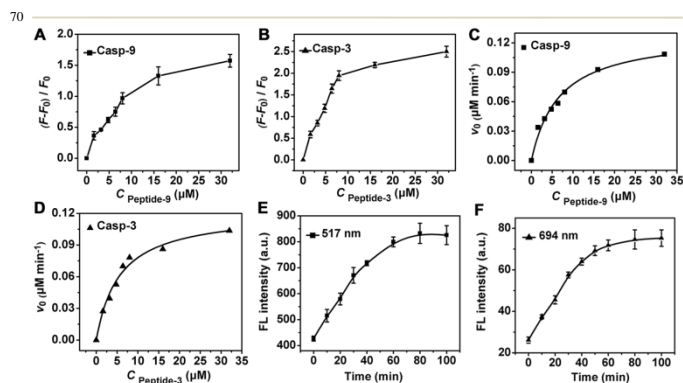 70
A
B
C
Casp-9
Casp-3
Casp-9
(F-F0) / F0
2.0
1.5
1.0
0.5
0.0
0 5 10 15 20 25 30
C Peptide-9 (μM)
(F-F0) / F0
2.5
2.0
1.5
1.0
0.5
0.0
0 5 10 15 20 25 30
C Peptide-3 (μM)
v0 (μM min-1)
0.12
0.09
0.06
0.03
0.00
0 5 10 15 20 25 30 35
C Peptide-9 (μM)
D
E
F
Casp-3
517 nm
694 nm
v0 (μM min-1)
0.12
0.09
0.06
0.03
0.00
0 5 10 15 20 25 30 35
C Peptide-3 (μM)
FL intensity (a.u.)
900
800
700
600
500
400
0 20 40 60 80 100
Time (min)
FL intensity (a.u.)
80
60
40
20
0 20 40 60 80 100
Time (min)